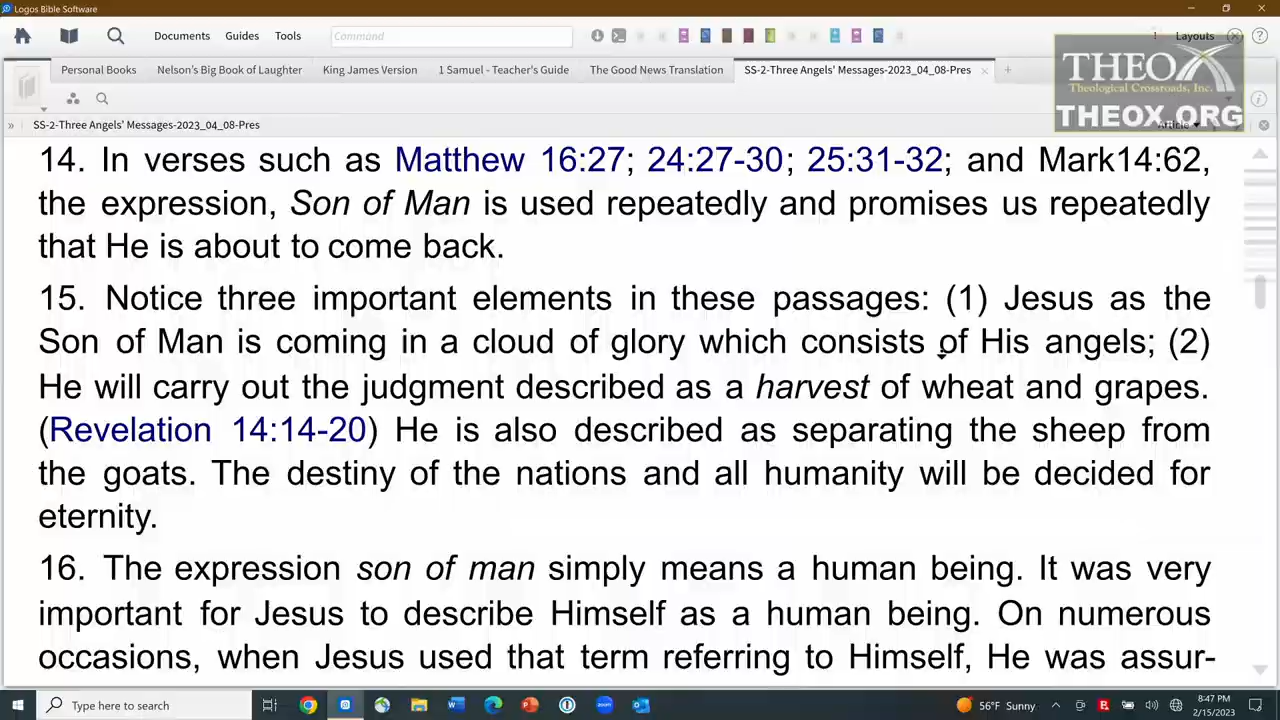 Logos Bible Software
Documents Guides Tools Command Layouts
Personal Books Nelson's Big Book of Laughter King James Version 1 Samuel - Teacher's Guide The Good News Translation SS-2-Three Angels' Messages-2023_04_08-Pres
THEOX
Theological Crossroads, Inc.
THEOX.ORG
SS-2-Three Angels' Messages-2023_04_08-Pres Article
14. In verses such as Matthew 16:27; 24:27-30; 25:31-32; and Mark14:62,
the expression, Son of Man is used repeatedly and promises us repeatedly
that He is about to come back.
15. Notice three important elements in these passages: (1) Jesus as the
Son of Man is coming in a cloud of glory which consists of His angels; (2)
He will carry out the judgment described as a harvest of wheat and grapes.
(Revelation 14:14-20) He is also described as separating the sheep from
the goats. The destiny of the nations and all humanity will be decided for
eternity.
16. The expression son of man simply means a human being. It was very
important for Jesus to describe Himself as a human being. On numerous
occasions, when Jesus used that term referring to Himself, He was assur-
Type here to search 56°F Sunny 8:47 PM
2/15/2023